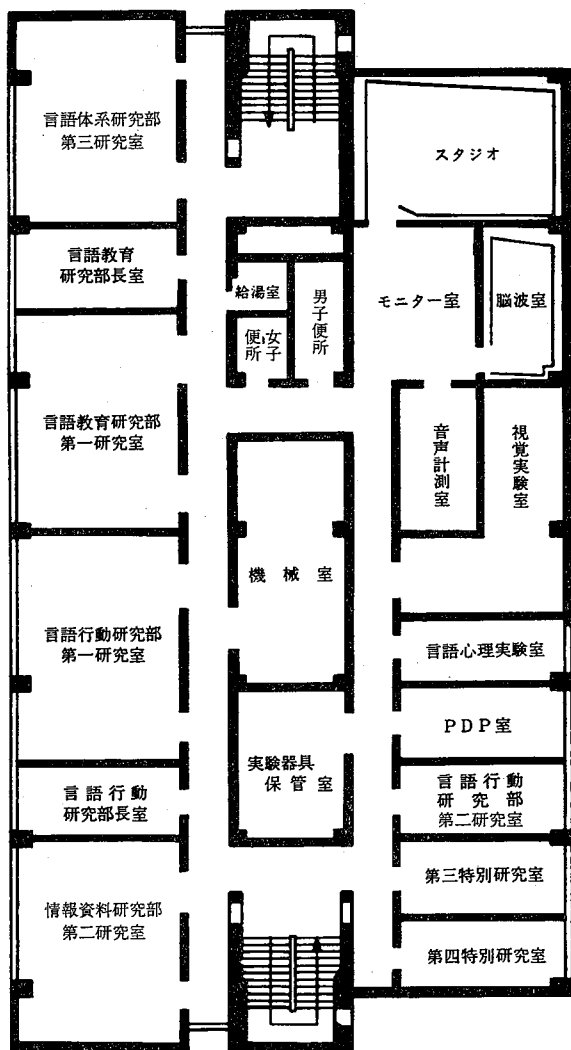 言語体系研究部
第三研究室
スタジオ
言語教育
研究部長室
給湯室
男子便所
女子
便所
モニター室
脳波室
言語教育研究部
第一研究室
音声計測室
視覚実験室
機械室
言語行動研究部
第一研究室
言語心理実験室
PDP室
実験器具
保管室
言語行動
研究部長室
言語行動
研究部
第二研究室
第三特別研究室
情報資料研究部
第二研究室
第四特別研究室